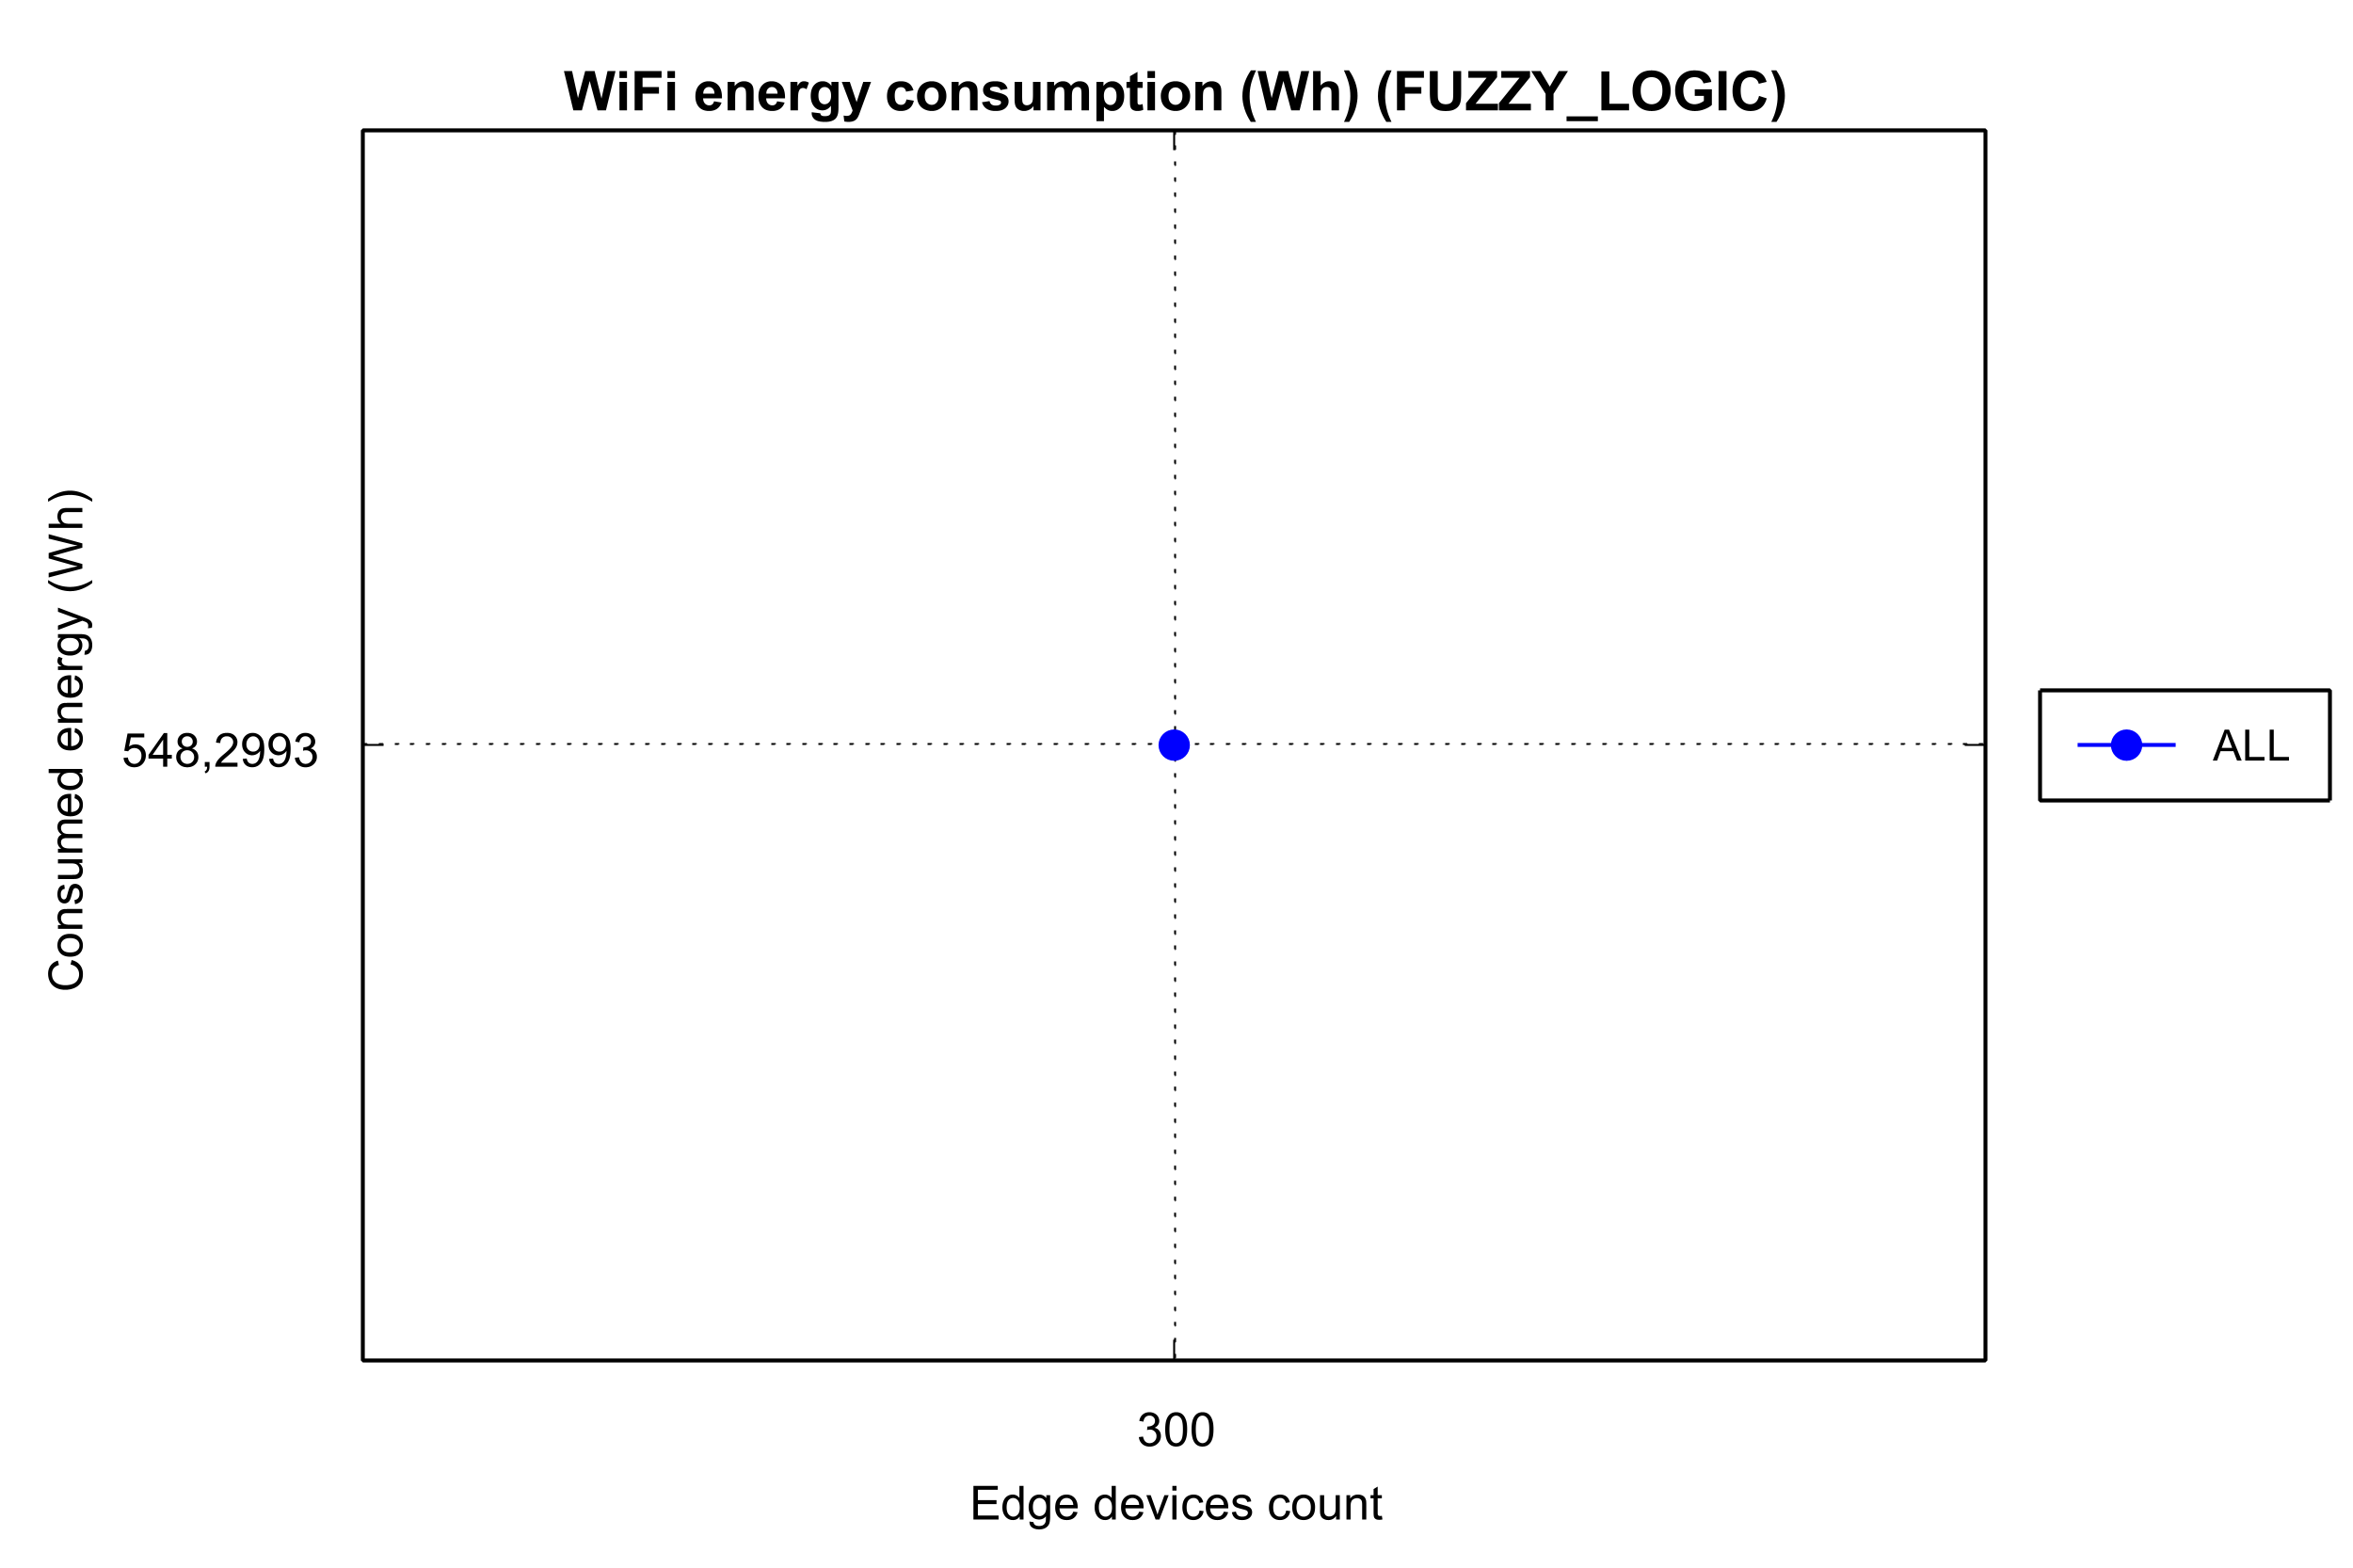 WiFi energy consumption (Wh) (FUZZY_LOGIC)
Consumed energy (Wh)
548,2993
ALL
300
Edge devices count